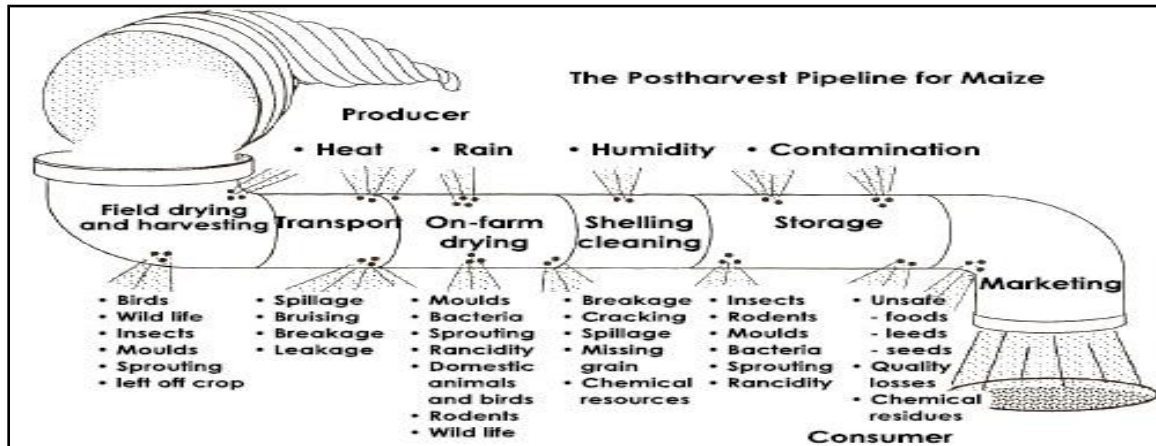 The Postharvest Pipeline for Maize
Producer
• Heat • Rain • Humidity • Contamination
Field drying
and harvesting
Transport
On-farm
drying
Shelling
cleaning
Storage
Marketing
• Birds
• Wild life
• Insects
• Moulds
• Sprouting
• left off crop
• Spillage
• Bruising
• Breakage
• Leakage
• Moulds
• Bacteria
• Sprouting
• Rancidity
• Domestic
animals
and birds
• Rodents
• Wild life
• Breakage
• Cracking
• Spillage
• Missing
grain
• Chemical
resources
• Insects
• Rodents
• Moulds
• Bacteria
• Sprouting
• Rancidity
• Unsafe
- foods
- leeds
- seeds
• Quality
losses
• Chemical
residues
Consumer